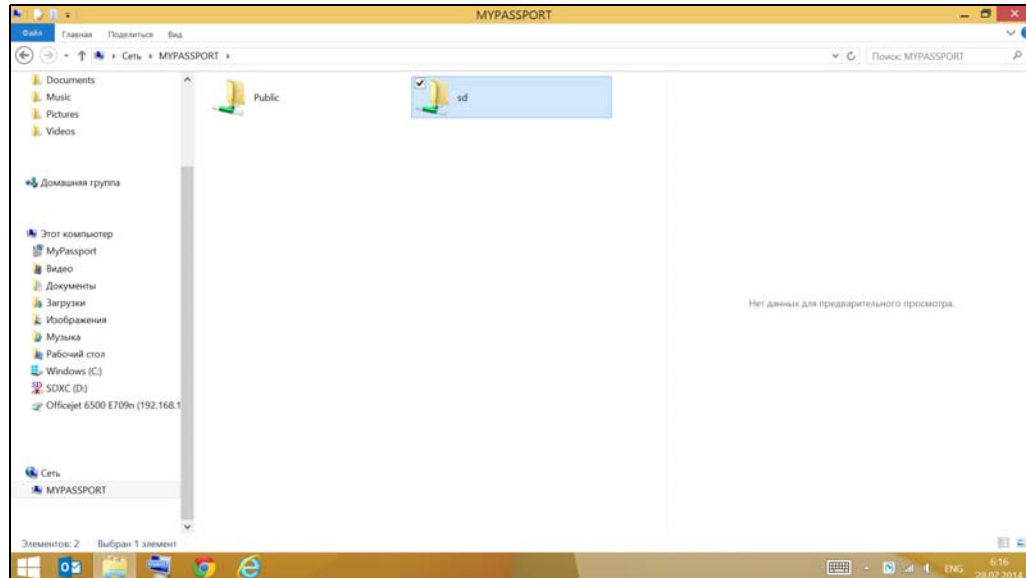 MYPASSPORT
Файл Главная Поделиться Вид
Сеть MYPASSPORT
Поиск: MYPASSPORT
Documents
Music
Pictures
Videos
Домашняя группа
Этот компьютер
MyPassport
Видео
Документы
Загрузки
Изображения
Музыка
Рабочий стол
Windows (C:)
SDXC (D:)
Officejet 6500 E709n (192.168.1
Сеть
MYPASSPORT
Public
sd
Нет данных для предварительного просмотра.
Элементов: 2 Выбран 1 элемент
ENG
6:16
28.07.2014